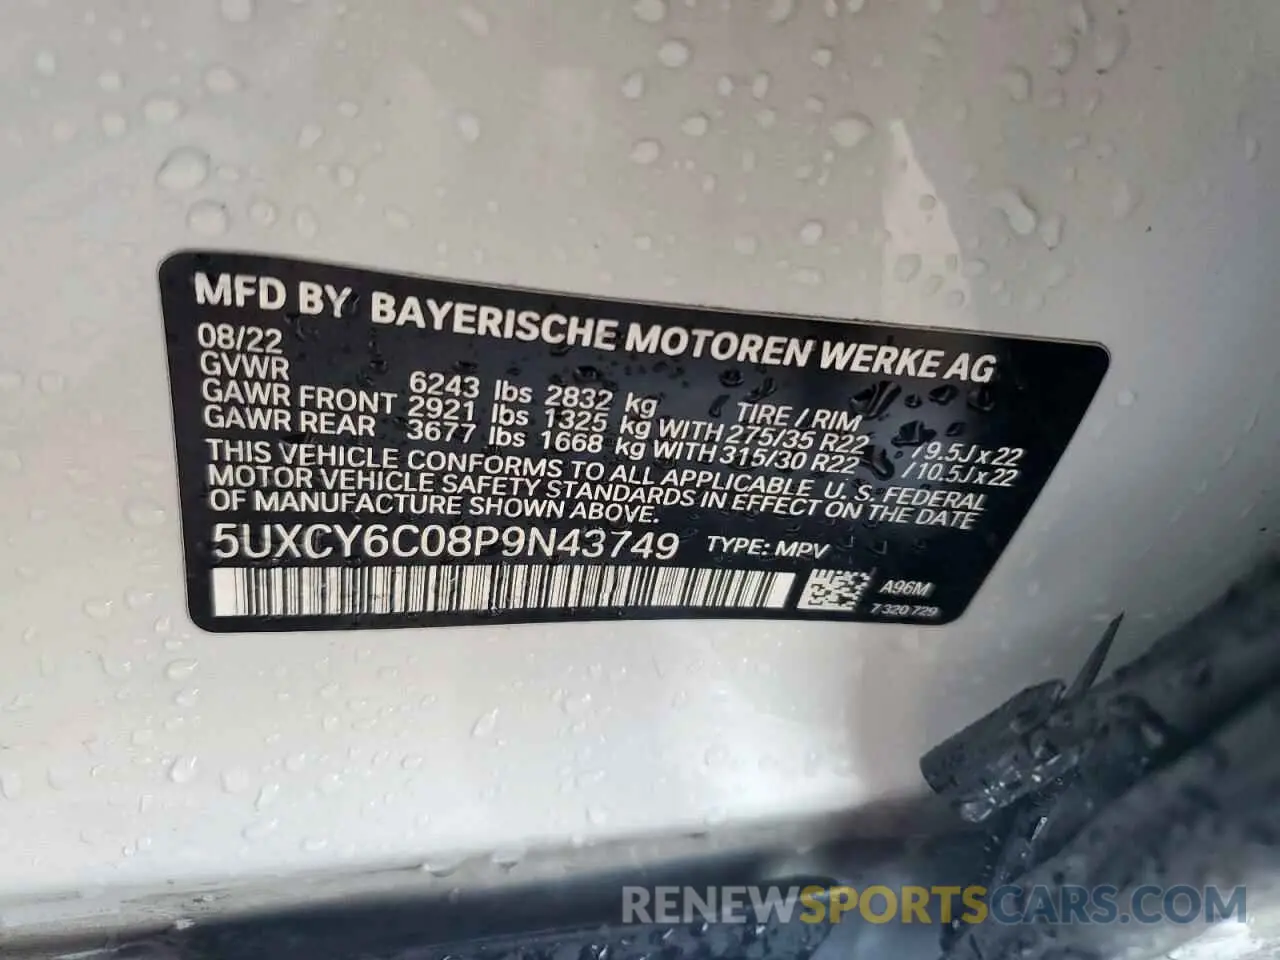 MFD BY BAYERISCHE MOTOREN WERKE AG
08/22
GVWR 6243 lbs 2832 kg TIRE / RIM
GAWR FRONT 2921 lbs 1325 kg WITH 275/35 R22 / 9.5J x 22
GAWR REAR 3677 lbs 1668 kg WITH 315/30 R22 / 10.5J x 22
THIS VEHICLE CONFORMS TO ALL APPLICABLE U. S. FEDERAL
MOTOR VEHICLE SAFETY STANDARDS IN EFFECT ON THE DATE
OF MANUFACTURE SHOWN ABOVE.
5UXCY6C08P9N43749 TYPE: MPV
A96M
7 320 729
RENEWSPORTSCARS.COM